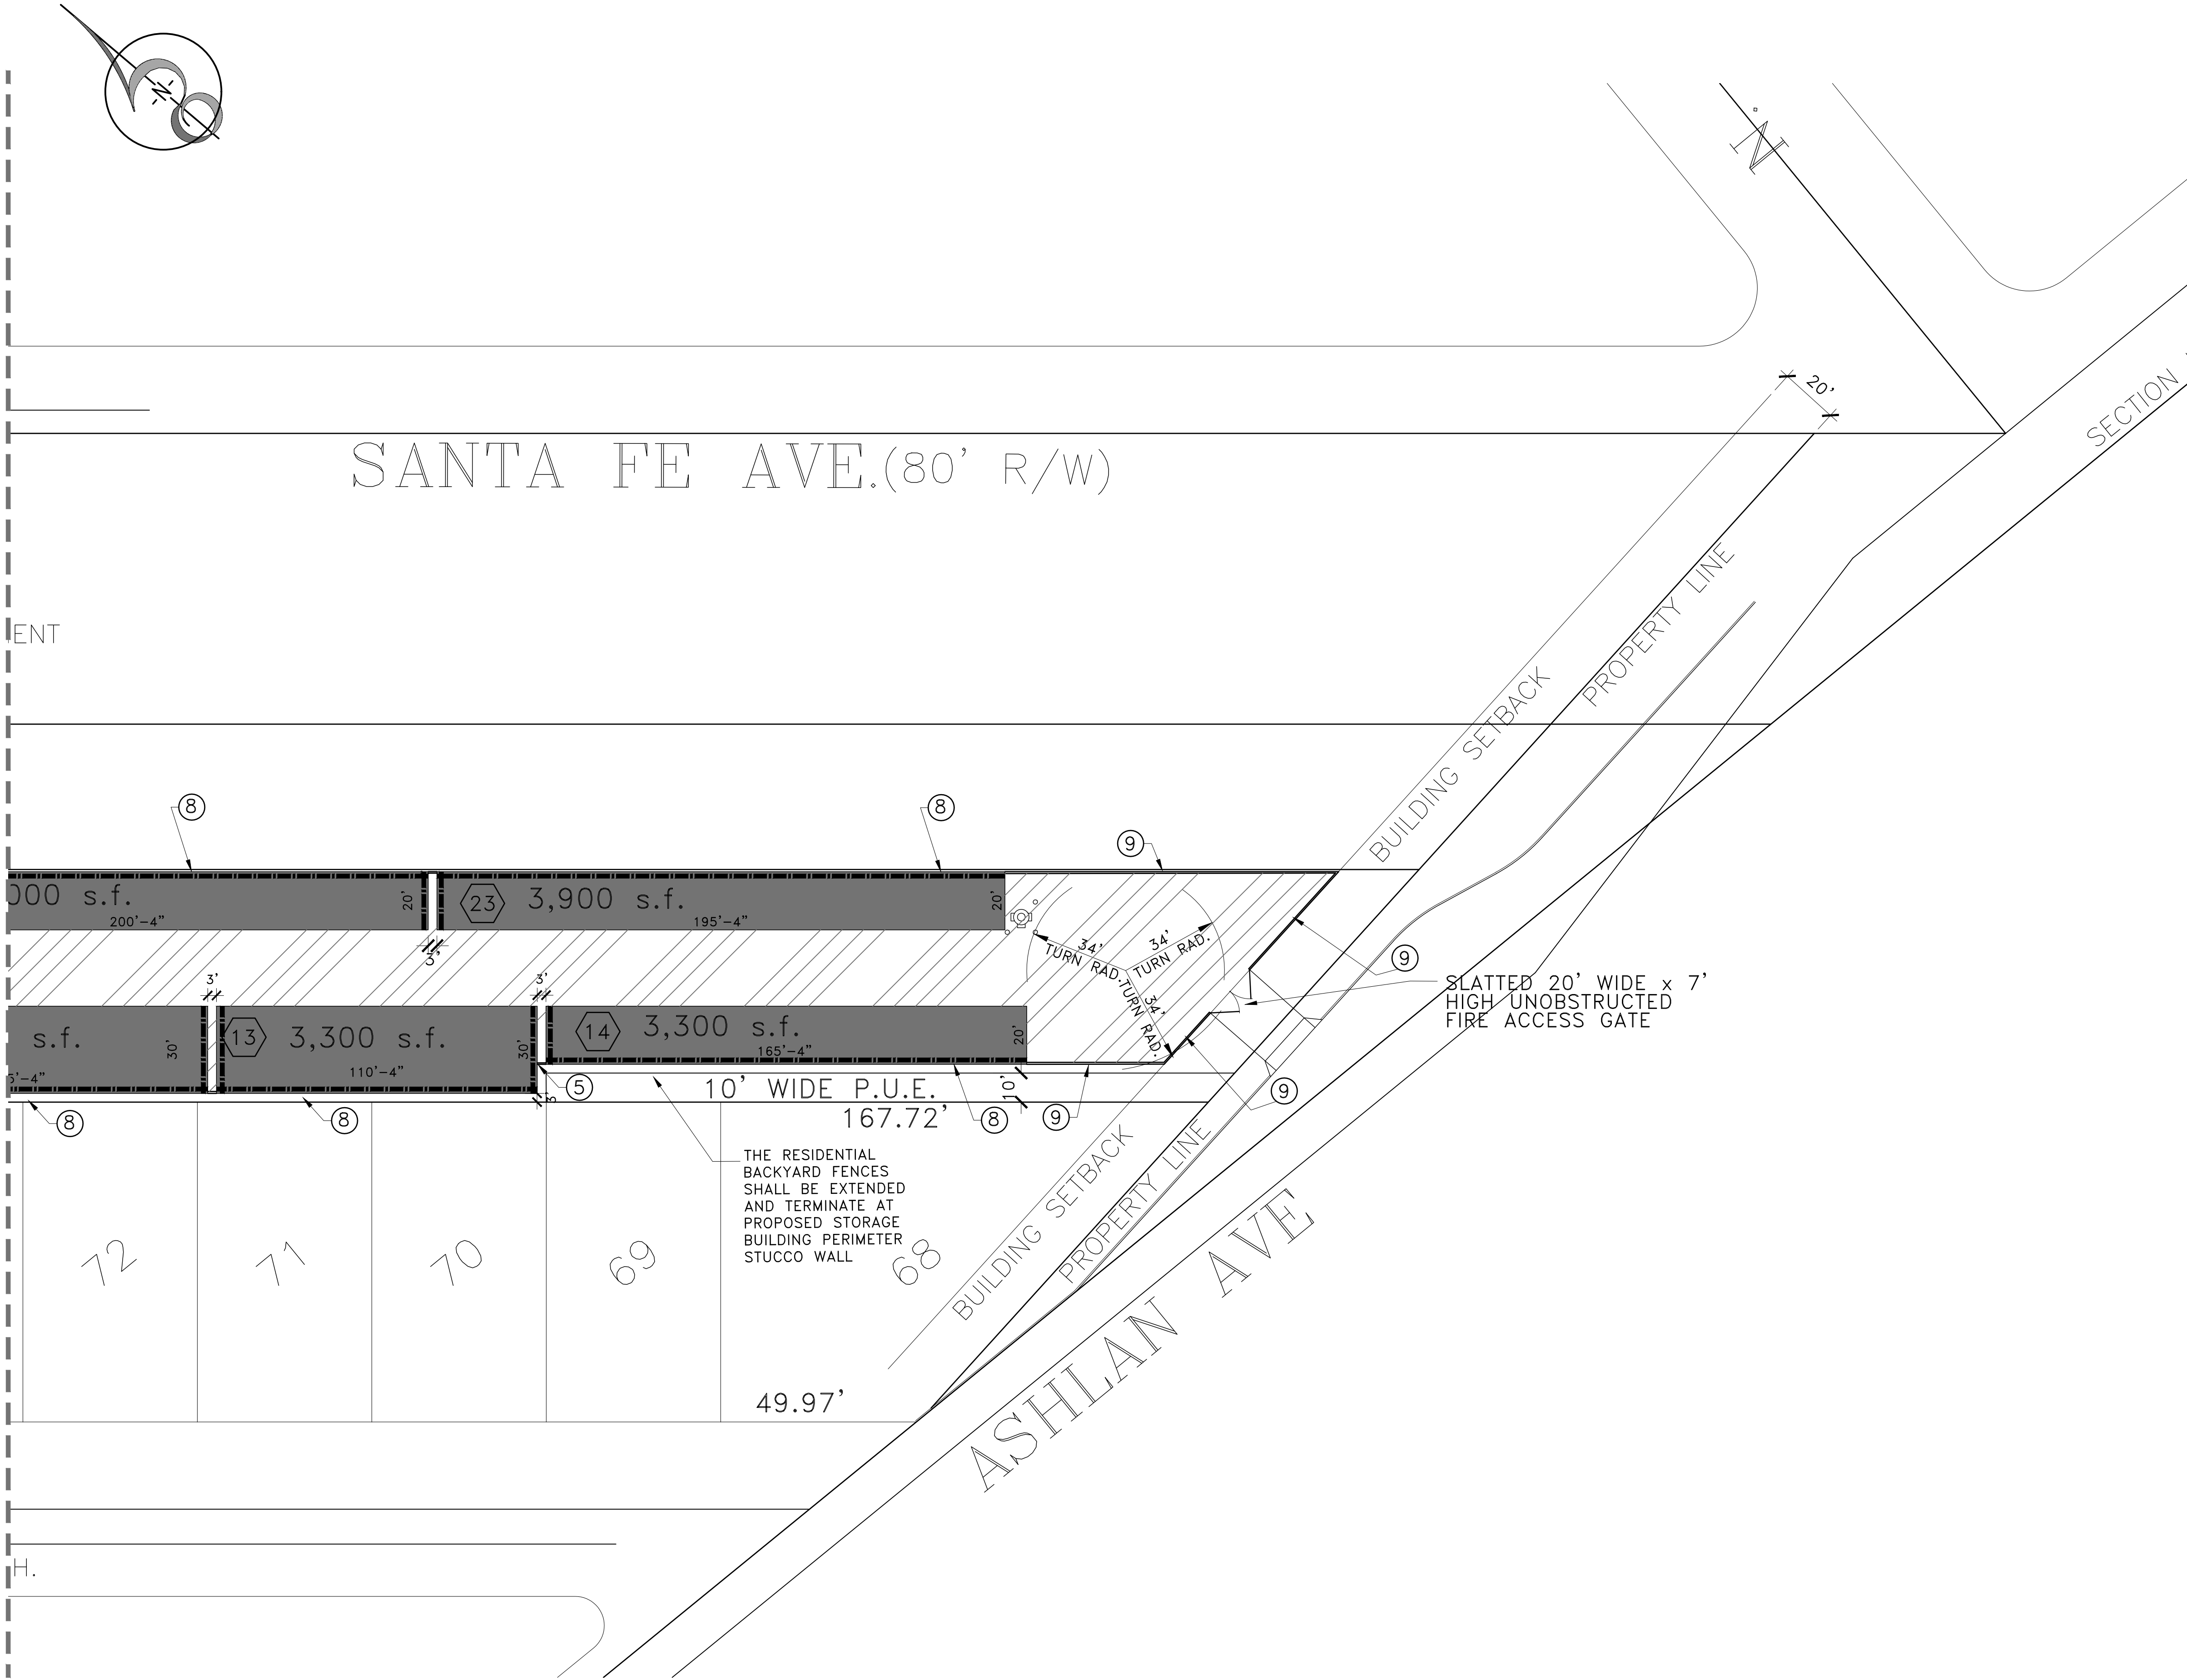 -N-
N.
20'
SECTION
SANTA FE AVE.(80' R/W)
PROPERTY LINE
ENT
BUILDING SETBACK
8
8
9
000 s.f.
200'-4"
20'
23
3,900 s.f.
195'-4"
20'
3'
34'
TURN RAD.
34'
TURN RAD.
34'
TURN RAD.
9
SLATTED 20' WIDE x 7'
HIGH UNOBSTRUCTED
FIRE ACCESS GATE
3'
3'
s.f.
30'
13
3,300 s.f.
110'-4"
30'
14
3,300 s.f.
165'-4"
20'
5'-4"
5
3'
10' WIDE P.U.E.
10'
167.72'
8
8
8
9
9
THE RESIDENTIAL
BACKYARD FENCES
SHALL BE EXTENDED
AND TERMINATE AT
PROPOSED STORAGE
BUILDING PERIMETER
STUCCO WALL
BUILDING SETBACK
PROPERTY LINE
72
71
70
69
68
49.97'
ASHLAN AVE
H.